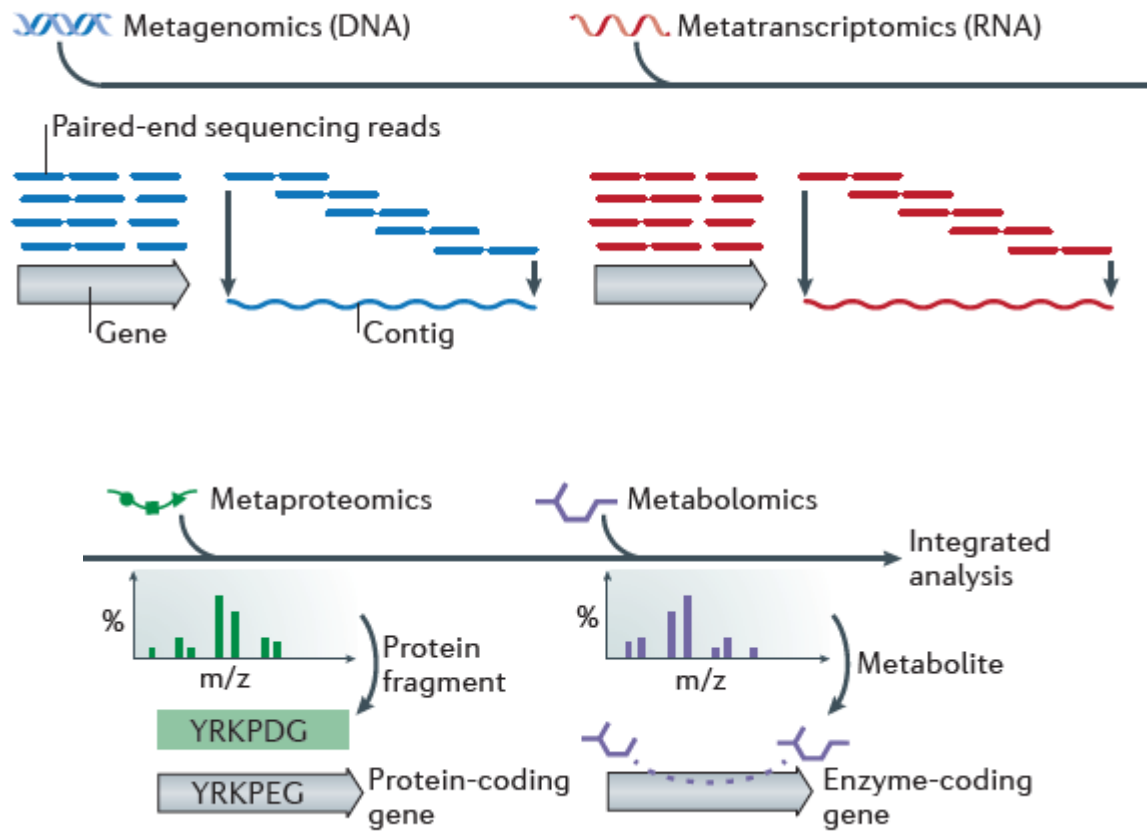 Metagenomics (DNA)
Metatranscriptomics (RNA)
Paired-end sequencing reads
Gene
Contig
Metaproteomics
Metabolomics
Integrated
analysis
%
m/z
Protein
fragment
%
m/z
Metabolite
YRKPDG
YRKPEG
Protein-coding
gene
Enzyme-coding
gene